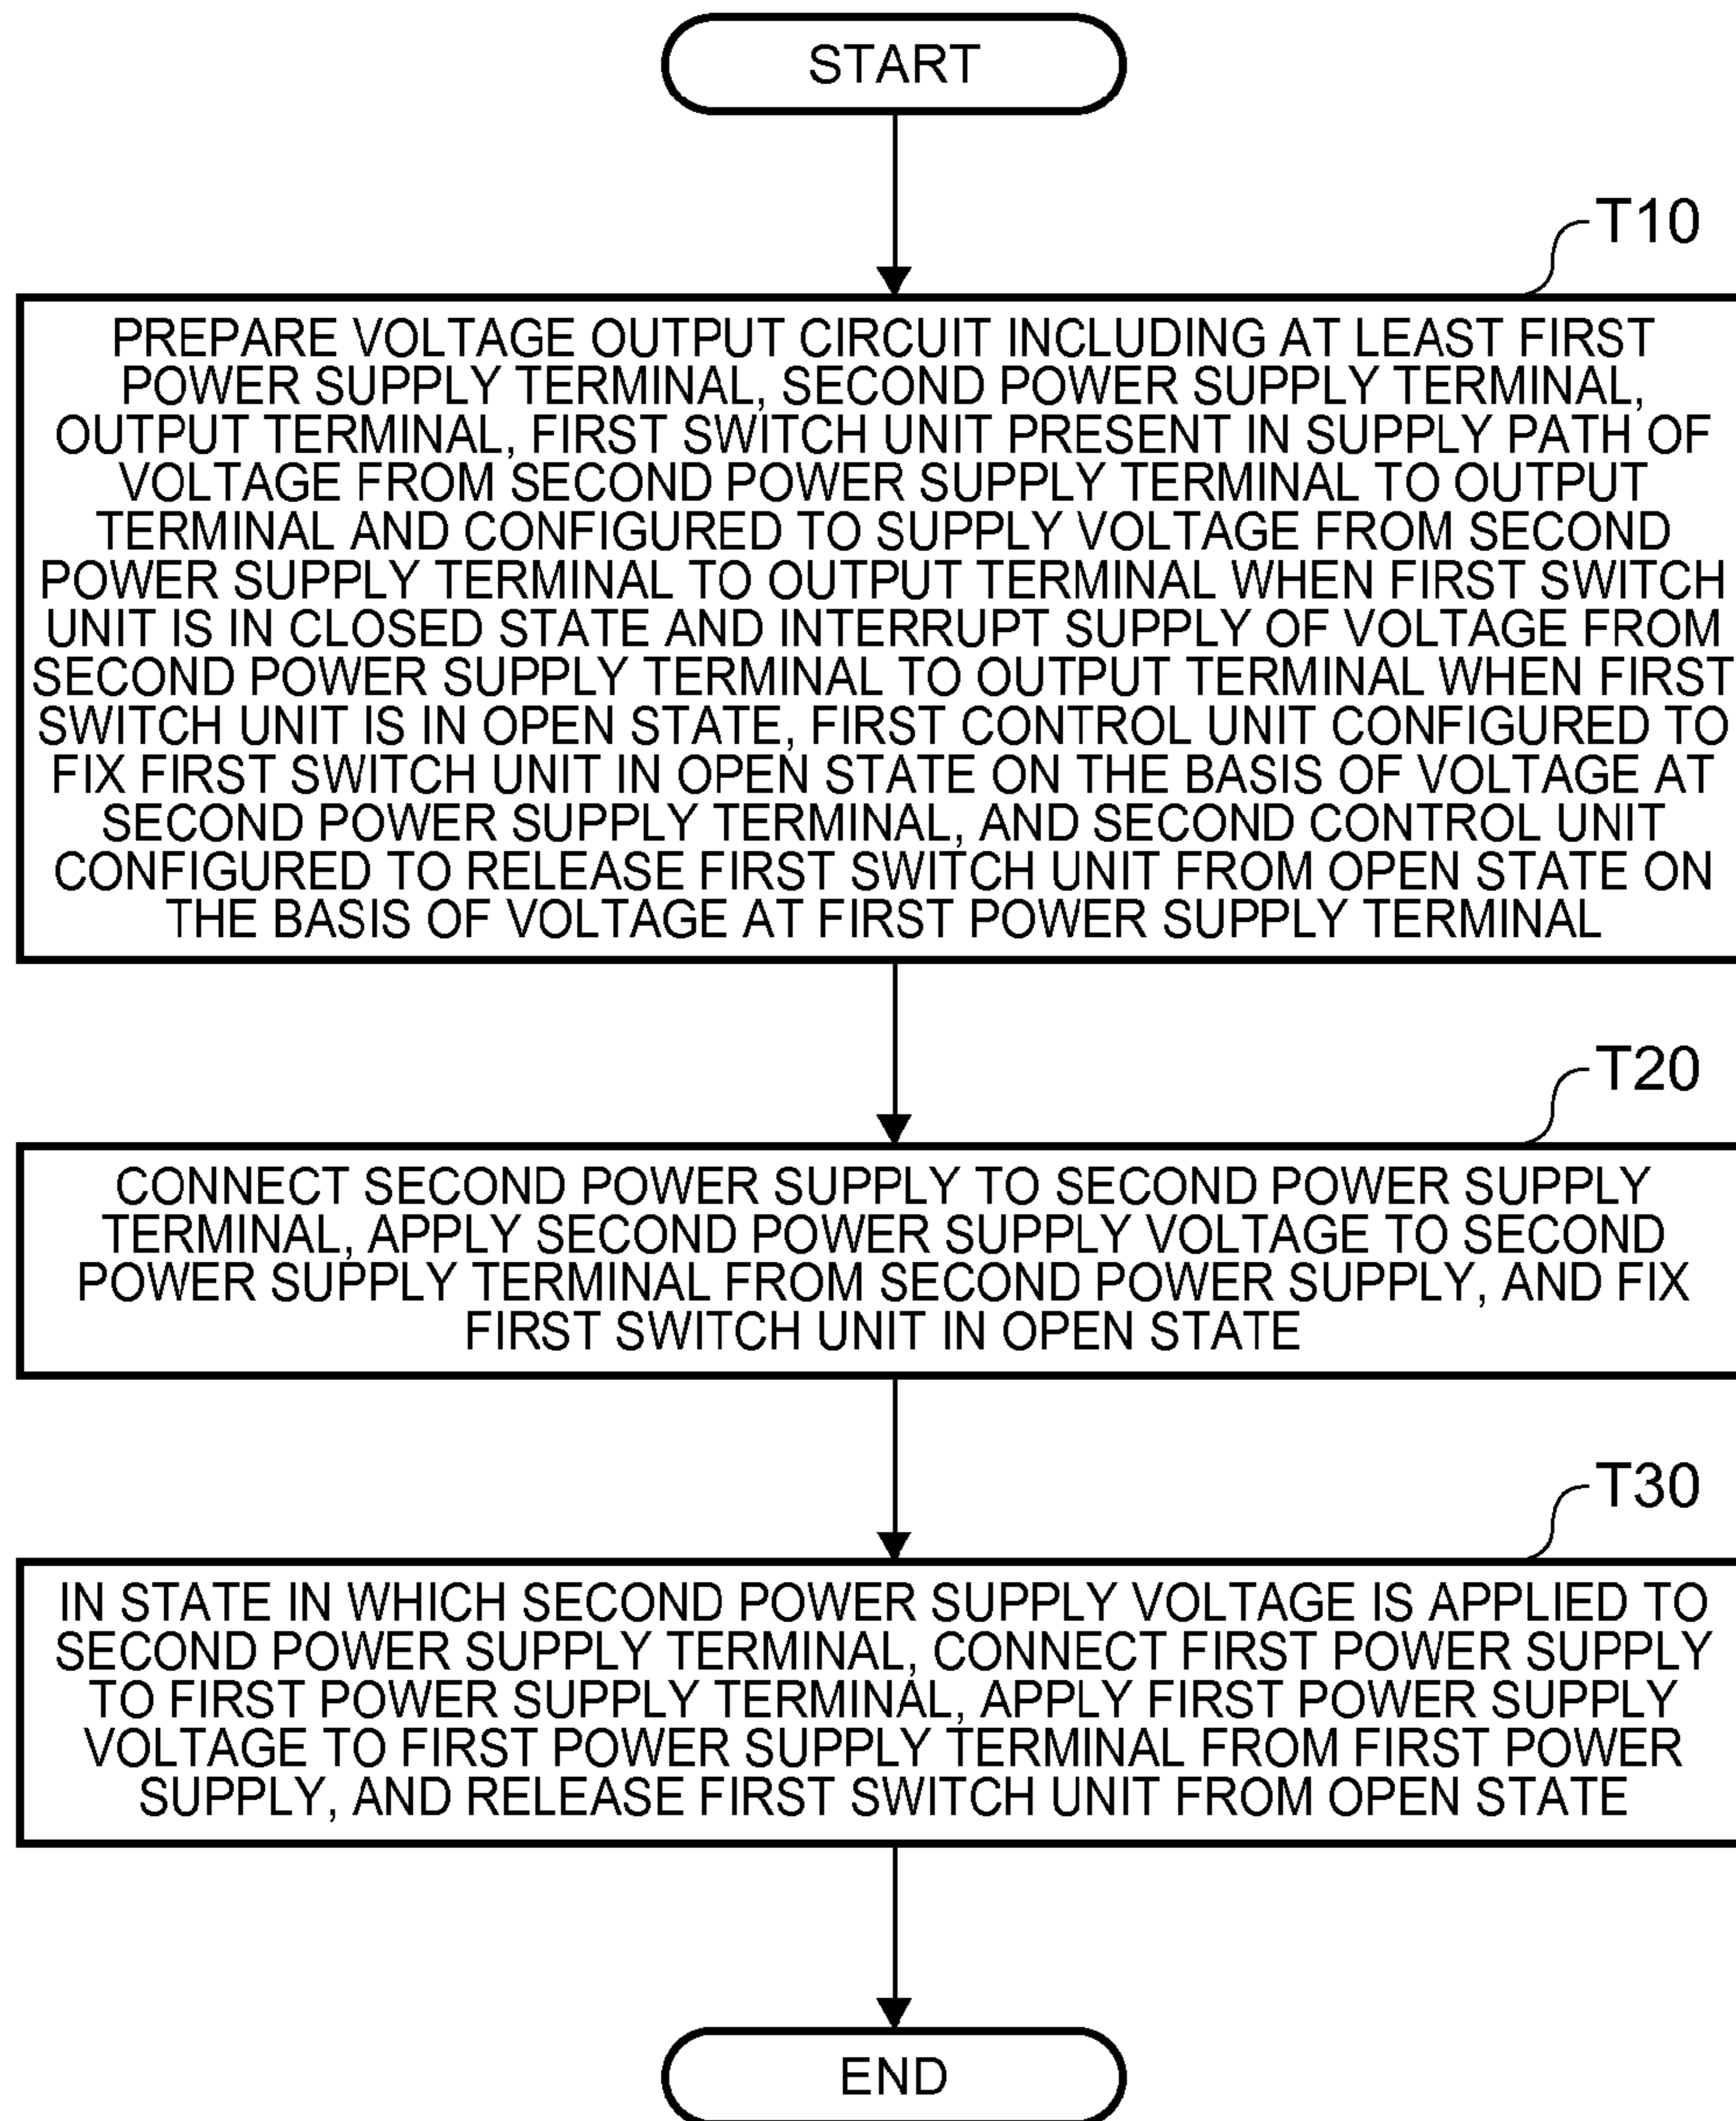 START
T10
PREPARE VOLTAGE OUTPUT CIRCUIT INCLUDING AT LEAST FIRST
POWER SUPPLY TERMINAL, SECOND POWER SUPPLY TERMINAL,
OUTPUT TERMINAL, FIRST SWITCH UNIT PRESENT IN SUPPLY PATH OF
VOLTAGE FROM SECOND POWER SUPPLY TERMINAL TO OUTPUT
TERMINAL AND CONFIGURED TO SUPPLY VOLTAGE FROM SECOND
POWER SUPPLY TERMINAL TO OUTPUT TERMINAL WHEN FIRST SWITCH
UNIT IS IN CLOSED STATE AND INTERRUPT SUPPLY OF VOLTAGE FROM
SECOND POWER SUPPLY TERMINAL TO OUTPUT TERMINAL WHEN FIRST
SWITCH UNIT IS IN OPEN STATE, FIRST CONTROL UNIT CONFIGURED TO
FIX FIRST SWITCH UNIT IN OPEN STATE ON THE BASIS OF VOLTAGE AT
SECOND POWER SUPPLY TERMINAL, AND SECOND CONTROL UNIT
CONFIGURED TO RELEASE FIRST SWITCH UNIT FROM OPEN STATE ON
THE BASIS OF VOLTAGE AT FIRST POWER SUPPLY TERMINAL
T20
CONNECT SECOND POWER SUPPLY TO SECOND POWER SUPPLY
TERMINAL, APPLY SECOND POWER SUPPLY VOLTAGE TO SECOND
POWER SUPPLY TERMINAL FROM SECOND POWER SUPPLY, AND FIX
FIRST SWITCH UNIT IN OPEN STATE
T30
IN STATE IN WHICH SECOND POWER SUPPLY VOLTAGE IS APPLIED TO
SECOND POWER SUPPLY TERMINAL, CONNECT FIRST POWER SUPPLY
TO FIRST POWER SUPPLY TERMINAL, APPLY FIRST POWER SUPPLY
VOLTAGE TO FIRST POWER SUPPLY TERMINAL FROM FIRST POWER
SUPPLY, AND RELEASE FIRST SWITCH UNIT FROM OPEN STATE
END